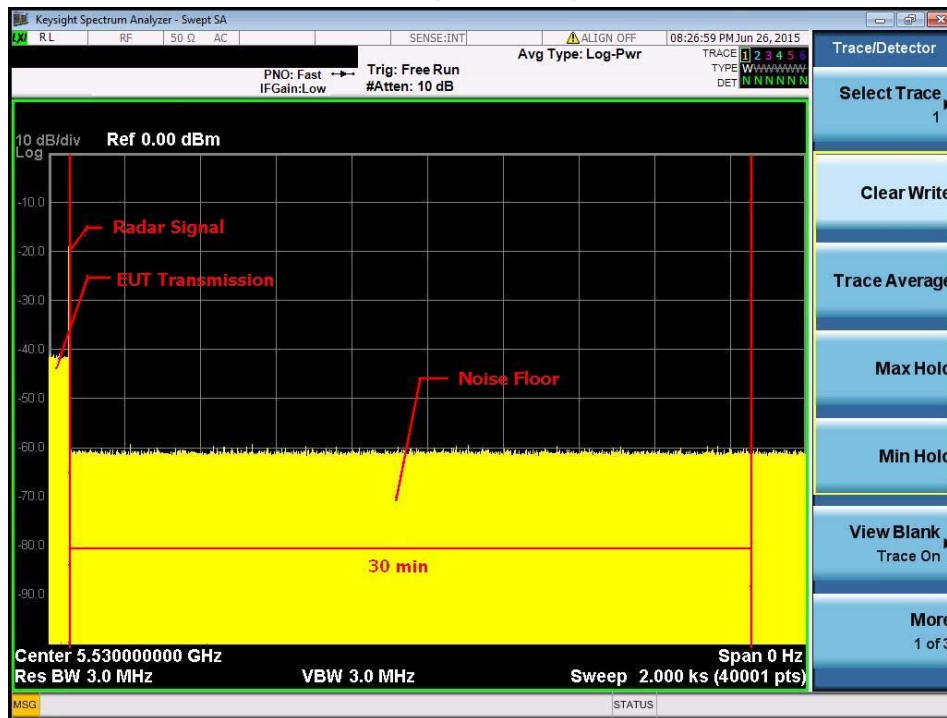 Keysight Spectrum Analyzer - Swept SA
LXI RL RF 50 Ω AC SENSE:INT ALIGN OFF 08:26:59 PM Jun 26, 2015
Avg Type: Log-Pwr TRACE 1 2 3 4 5 6
PNO: Fast Trig: Free Run TYPE WWWWWW
IFGain:Low #Atten: 10 dB DET N N N N N N
Trace/Detector
Select Trace
1
10 dB/div Ref 0.00 dBm
Log
Clear Write
-10.0
Radar Signal
-20.0
EUT Transmission
Trace Average
-30.0
-40.0
Max Hold
Noise Floor
-50.0
-60.0
Min Hold
-70.0
-80.0
30 min
View Blank
Trace On
-90.0
More
1 of 3
Center 5.530000000 GHz Span 0 Hz
Res BW 3.0 MHz VBW 3.0 MHz Sweep 2.000 ks (40001 pts)
MSG STATUS